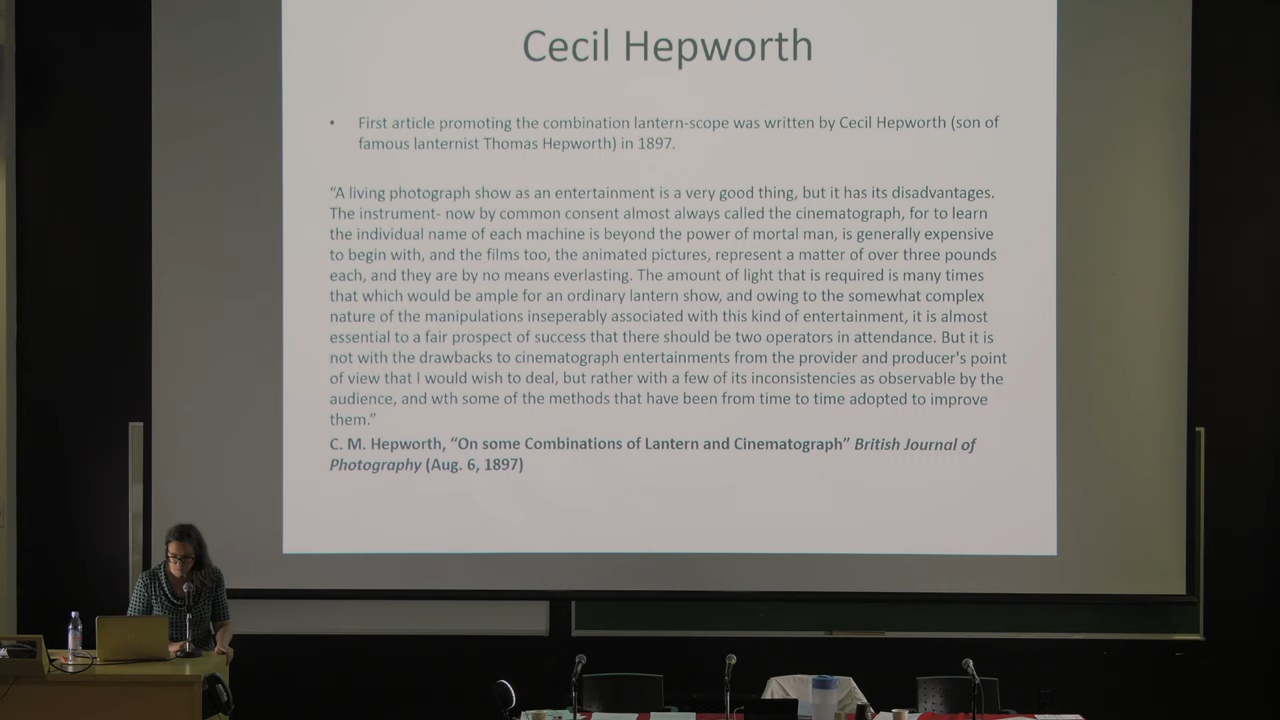 Cecil Hepworth
• First article promoting the combination lantern-scope was written by Cecil Hepworth (son of
famous lanternist Thomas Hepworth) in 1897.
“A living photograph show as an entertainment is a very good thing, but it has its disadvantages.
The instrument- now by common consent almost always called the cinematograph, for to learn
the individual name of each machine is beyond the power of mortal man, is generally expensive
to begin with, and the films too, the animated pictures, represent a matter of over three pounds
each, and they are by no means everlasting. The amount of light that is required is many times
that which would be ample for an ordinary lantern show, and owing to the somewhat complex
nature of the manipulations inseperably associated with this kind of entertainment, it is almost
essential to a fair prospect of success that there should be two operators in attendance. But it is
not with the drawbacks to cinematograph entertainments from the provider and producer's point
of view that I would wish to deal, but rather with a few of its inconsistencies as observable by the
audience, and wth some of the methods that have been from time to time adopted to improve
them.”
C. M. Hepworth, “On some Combinations of Lantern and Cinematograph” British Journal of
Photography (Aug. 6, 1897)